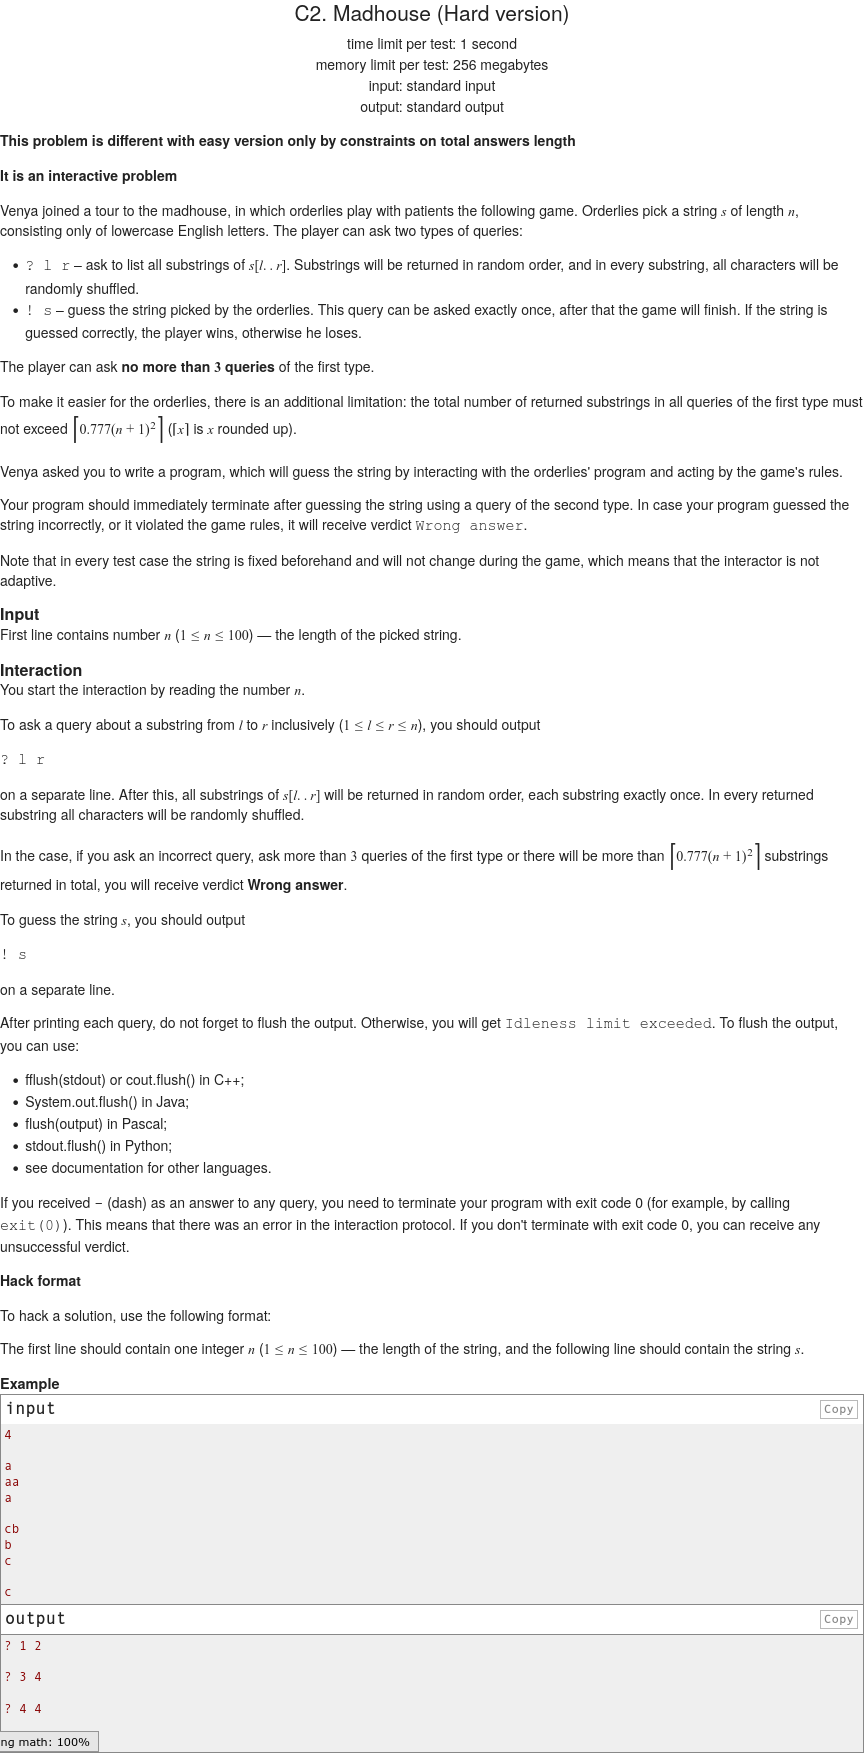 C2. Madhouse (Hard version)
time limit per test: 1 second
memory limit per test: 256 megabytes
input: standard input
output: standard output
This problem is different with easy version only by constraints on total answers length
It is an interactive problem
Venya joined a tour to the madhouse, in which orderlies play with patients the following game. Orderlies pick a string s of length n,
consisting only of lowercase English letters. The player can ask two types of queries:
• ? l r – ask to list all substrings of s[l. . r]. Substrings will be returned in random order, and in every substring, all characters will be
randomly shuffled.
• ! s – guess the string picked by the orderlies. This query can be asked exactly once, after that the game will finish. If the string is
guessed correctly, the player wins, otherwise he loses.
The player can ask no more than 3 queries of the first type.
To make it easier for the orderlies, there is an additional limitation: the total number of returned substrings in all queries of the first type must
not exceed ⌈0.777(n + 1)²⌉ (⌈x⌉ is x rounded up).
Venya asked you to write a program, which will guess the string by interacting with the orderlies' program and acting by the game's rules.
Your program should immediately terminate after guessing the string using a query of the second type. In case your program guessed the
string incorrectly, or it violated the game rules, it will receive verdict Wrong answer.
Note that in every test case the string is fixed beforehand and will not change during the game, which means that the interactor is not
adaptive.
Input
First line contains number n (1 ≤ n ≤ 100) — the length of the picked string.
Interaction
You start the interaction by reading the number n.
To ask a query about a substring from l to r inclusively (1 ≤ l ≤ r ≤ n), you should output
? l r
on a separate line. After this, all substrings of s[l. . r] will be returned in random order, each substring exactly once. In every returned
substring all characters will be randomly shuffled.
In the case, if you ask an incorrect query, ask more than 3 queries of the first type or there will be more than ⌈0.777(n + 1)²⌉ substrings
returned in total, you will receive verdict Wrong answer.
To guess the string s, you should output
! s
on a separate line.
After printing each query, do not forget to flush the output. Otherwise, you will get Idleness limit exceeded. To flush the output,
you can use:
• fflush(stdout) or cout.flush() in C++;
• System.out.flush() in Java;
• flush(output) in Pascal;
• stdout.flush() in Python;
• see documentation for other languages.
If you received – (dash) as an answer to any query, you need to terminate your program with exit code 0 (for example, by calling
exit(0)). This means that there was an error in the interaction protocol. If you don't terminate with exit code 0, you can receive any
unsuccessful verdict.
Hack format
To hack a solution, use the following format:
The first line should contain one integer n (1 ≤ n ≤ 100) — the length of the string, and the following line should contain the string s.
Example
input Copy
4
a
aa
a
cb
b
c
c
output Copy
? 1 2
? 3 4
? 4 4
ng math: 100%